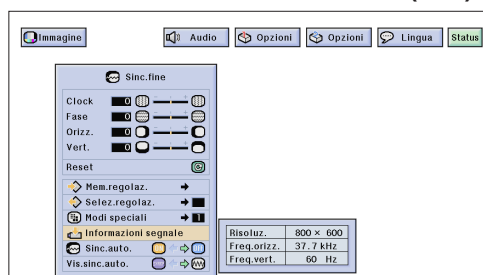 Immagine Audio Opzioni Opzioni Lingua Status
Sinc.fine
Clock 0
Fase 0
Orizz. 0
Vert. 0
Reset
Mem.regolaz.
Selez.regolaz.
Modi speciali 1
Informazioni segnale
Sinc.auto.
Vis.sinc.auto.
Risoluz. 800 × 600
Freq.orizz. 37.7 kHz
Freq.vert. 60 Hz